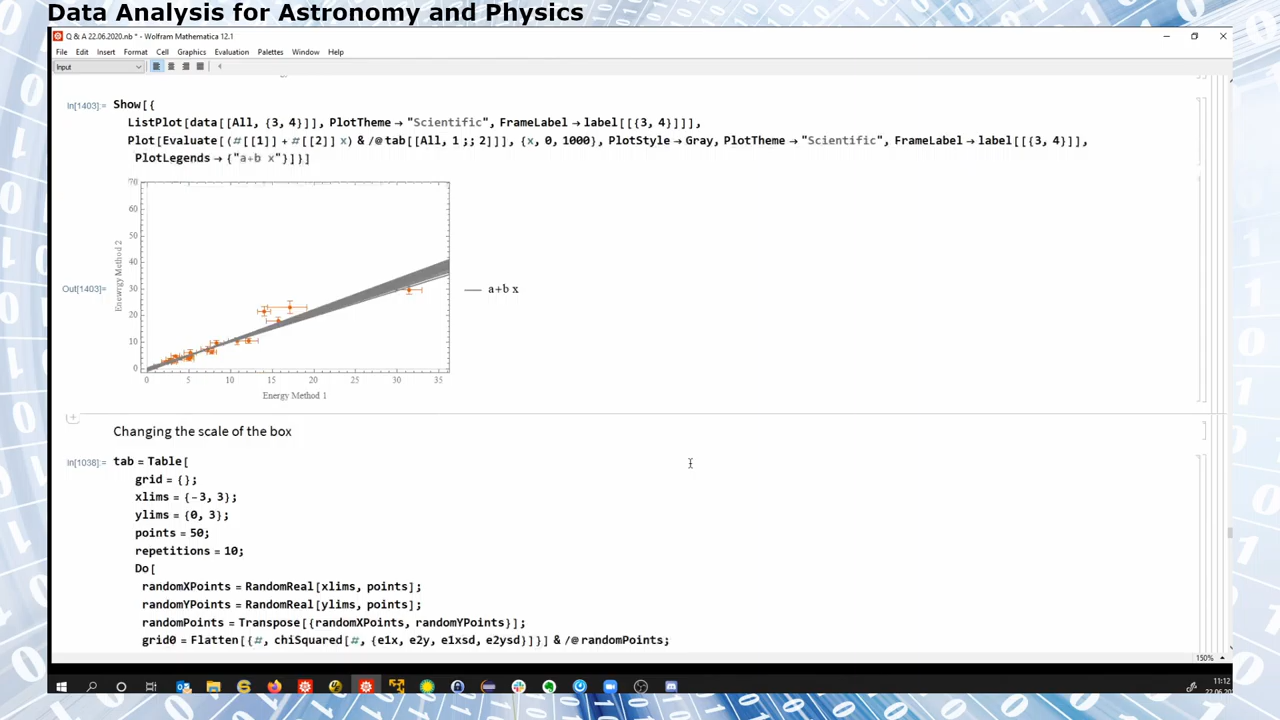 Data Analysis for Astronomy and Physics
Q & A 22.06.2020.nb * - Wolfram Mathematica 12.1
File Edit Insert Format Cell Graphics Evaluation Palettes Window Help
Input
In[1403]:= Show[{
ListPlot[data[[All, {3, 4}]], PlotTheme → "Scientific", FrameLabel → label[[{3, 4}]]],
Plot[Evaluate[(#[[1]] + #[[2]] x) & /@ tab[[All, 1 ;; 2]]], {x, 0, 1000}, PlotStyle → Gray, PlotTheme → "Scientific", FrameLabel → label[[{3, 4}]],
PlotLegends → {"a+b x"}]}]
70
60
50
40
30
20
10
0
Enewrgy Method 2
Out[1403]=
a+b x
0 5 10 15 20 25 30 35
Energy Method 1
Changing the scale of the box
In[1038]:= tab = Table[
grid = {};
xlims = {-3, 3};
ylims = {0, 3};
points = 50;
repetitions = 10;
Do[
randomXPoints = RandomReal[xlims, points];
randomYPoints = RandomReal[ylims, points];
randomPoints = Transpose[{randomXPoints, randomYPoints}];
grid0 = Flatten[{#, chiSquared[#, {e1x, e2y, e1xsd, e2ysd}]}] & /@ randomPoints;
150%
11:12
22.06.20